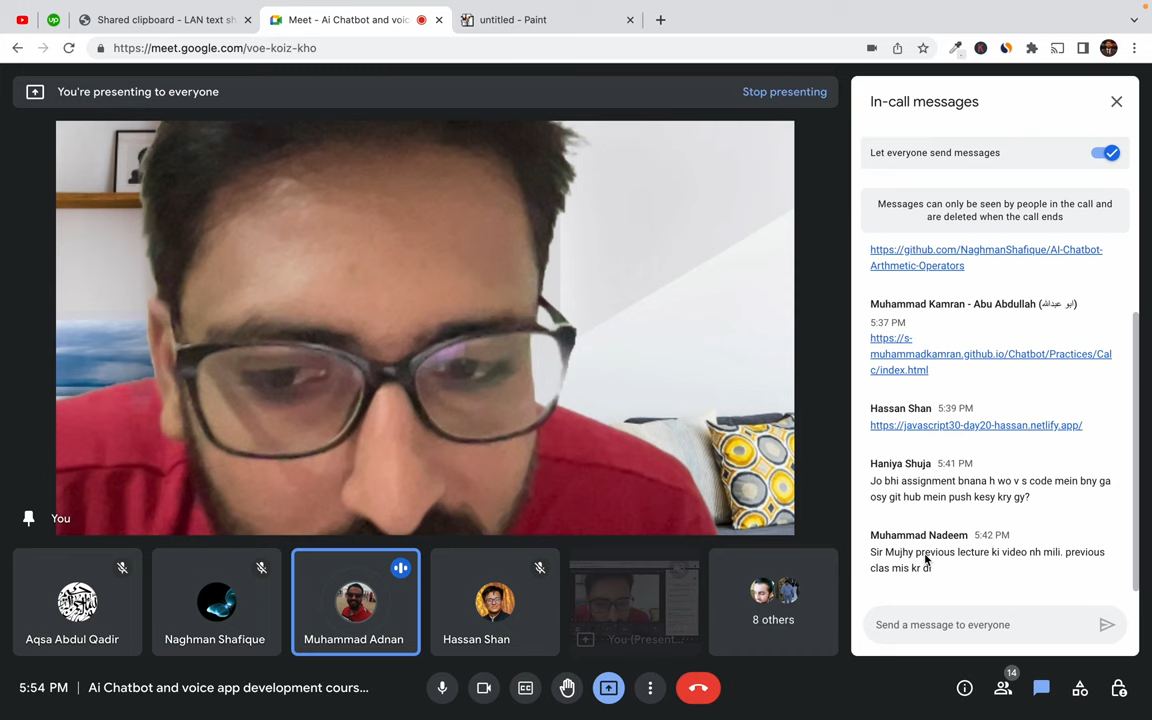 Shared clipboard - LAN text sh
Meet - Ai Chatbot and voic
untitled - Paint
https://meet.google.com/voe-koiz-kho
You're presenting to everyone
Stop presenting
In-call messages
Let everyone send messages
Messages can only be seen by people in the call and
are deleted when the call ends
https://github.com/NaghmanShafique/AI-Chatbot-
Arithmetic-Operators
Muhammad Kamran - Abu Abdullah (ابو عبدالله)
5:37 PM
https://s-
muhammadkamran.github.io/Chatbot/Practices/Cal
c/index.html
Hassan Shan 5:39 PM
https://javascript30-day20-hassan.netlify.app/
Haniya Shuja 5:41 PM
Jo bhi assignment bnana h wo v s code mein bny ga
osy git hub mein push kesy kry gy?
Muhammad Nadeem 5:42 PM
Sir Mujhy previous lecture ki video nh mili. previous
clas mis kr di
Send a message to everyone
You
Aqsa Abdul Qadir
Naghman Shafique
Muhammad Adnan
Hassan Shan
You (Present...
8 others
5:54 PM | Ai Chatbot and voice app development cours...
CC
14